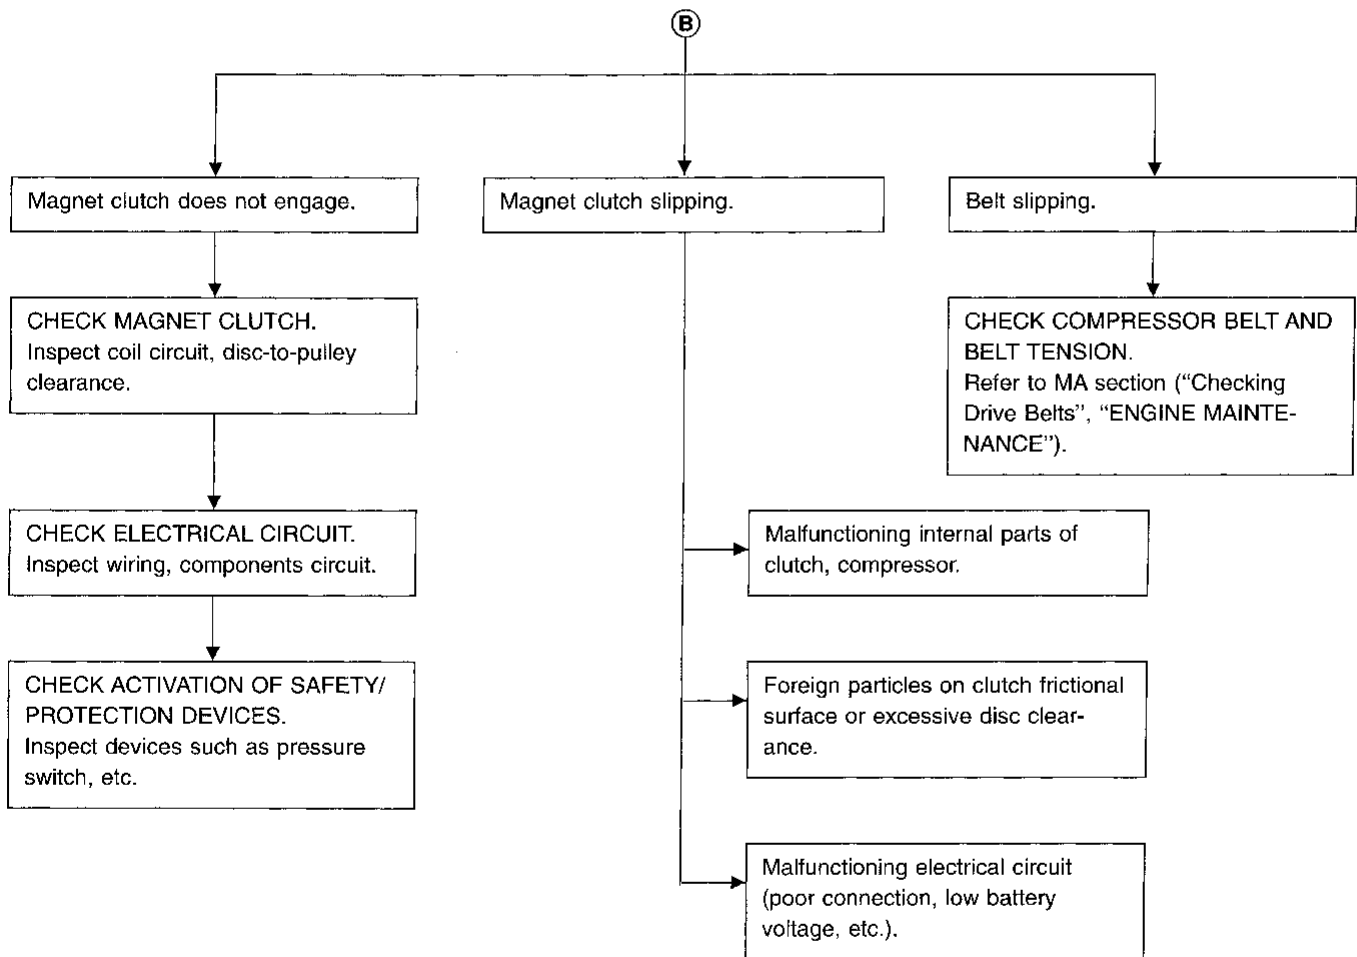 B
Magnet clutch does not engage.
Magnet clutch slipping.
Belt slipping.
CHECK MAGNET CLUTCH.
Inspect coil circuit, disc-to-pulley
clearance.
CHECK COMPRESSOR BELT AND
BELT TENSION.
Refer to MA section (“Checking
Drive Belts”, “ENGINE MAINTE-
NANCE”).
CHECK ELECTRICAL CIRCUIT.
Inspect wiring, components circuit.
Malfunctioning internal parts of
clutch, compressor.
CHECK ACTIVATION OF SAFETY/
PROTECTION DEVICES.
Inspect devices such as pressure
switch, etc.
Foreign particles on clutch frictional
surface or excessive disc clear-
ance.
Malfunctioning electrical circuit
(poor connection, low battery
voltage, etc.).